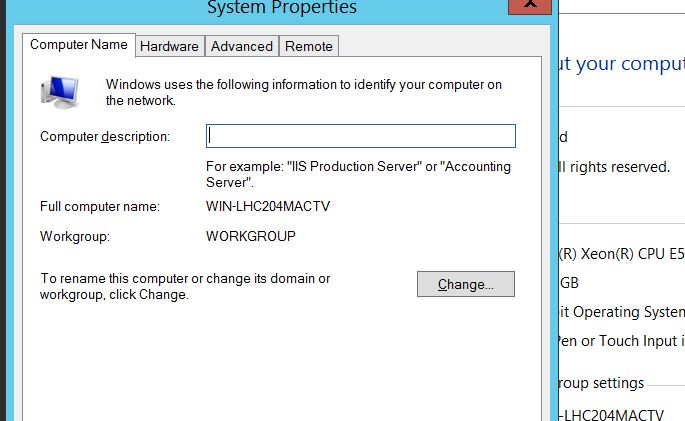 System Properties
X
Computer Name
Hardware
Advanced
Remote
Windows uses the following information to identify your computer on
the network.
Computer description:
For example: "IIS Production Server" or "Accounting
Server".
Full computer name: WIN-LHC204MACTV
Workgroup: WORKGROUP
To rename this computer or change its domain or
workgroup, click Change.
Change...
ut your comput
d
ll rights reserved.
(R) Xeon(R) CPU E5
GB
it Operating System
Pen or Touch Input i
roup settings
-LHC204MACTV